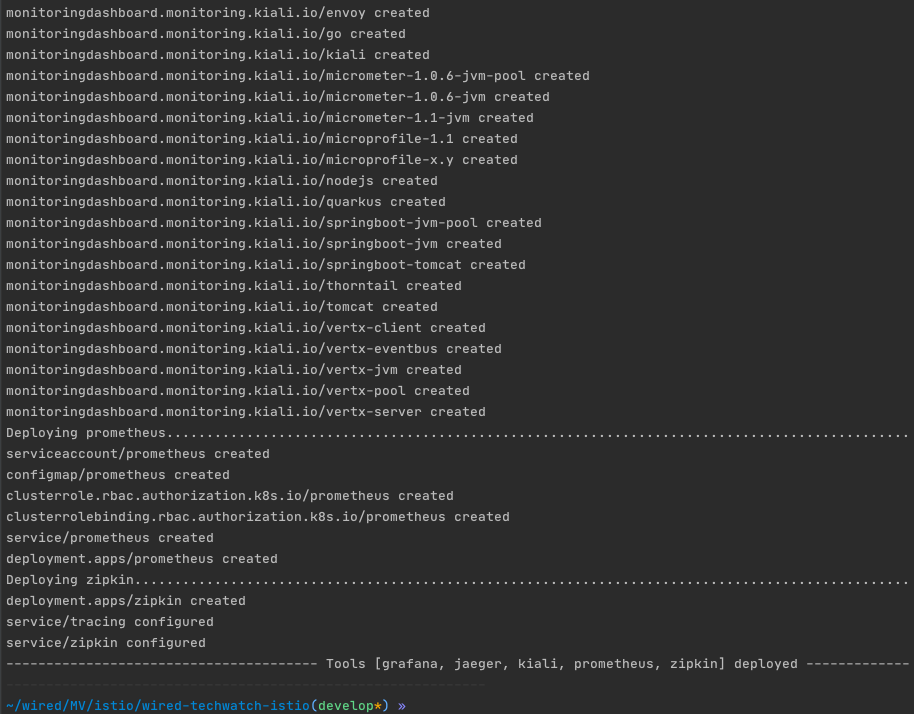 monitoringdashboard.monitoring.kiali.io/envoy created
monitoringdashboard.monitoring.kiali.io/go created
monitoringdashboard.monitoring.kiali.io/kiali created
monitoringdashboard.monitoring.kiali.io/micrometer-1.0.6-jvm-pool created
monitoringdashboard.monitoring.kiali.io/micrometer-1.0.6-jvm created
monitoringdashboard.monitoring.kiali.io/micrometer-1.1-jvm created
monitoringdashboard.monitoring.kiali.io/microprofile-1.1 created
monitoringdashboard.monitoring.kiali.io/microprofile-x.y created
monitoringdashboard.monitoring.kiali.io/nodejs created
monitoringdashboard.monitoring.kiali.io/quarkus created
monitoringdashboard.monitoring.kiali.io/springboot-jvm-pool created
monitoringdashboard.monitoring.kiali.io/springboot-jvm created
monitoringdashboard.monitoring.kiali.io/springboot-tomcat created
monitoringdashboard.monitoring.kiali.io/thorntail created
monitoringdashboard.monitoring.kiali.io/tomcat created
monitoringdashboard.monitoring.kiali.io/vertx-client created
monitoringdashboard.monitoring.kiali.io/vertx-eventbus created
monitoringdashboard.monitoring.kiali.io/vertx-jvm created
monitoringdashboard.monitoring.kiali.io/vertx-pool created
monitoringdashboard.monitoring.kiali.io/vertx-server created
Deploying prometheus.............................................................................................
serviceaccount/prometheus created
configmap/prometheus created
clusterrole.rbac.authorization.k8s.io/prometheus created
clusterrolebinding.rbac.authorization.k8s.io/prometheus created
service/prometheus created
deployment.apps/prometheus created
Deploying zipkin.................................................................................................
deployment.apps/zipkin created
service/tracing configured
service/zipkin configured
--------------------------------------- Tools [grafana, jaeger, kiali, prometheus, zipkin] deployed -------------
------------------------------------------------------------
~/wired/MV/istio/wired-techwatch-istio(develop*) »